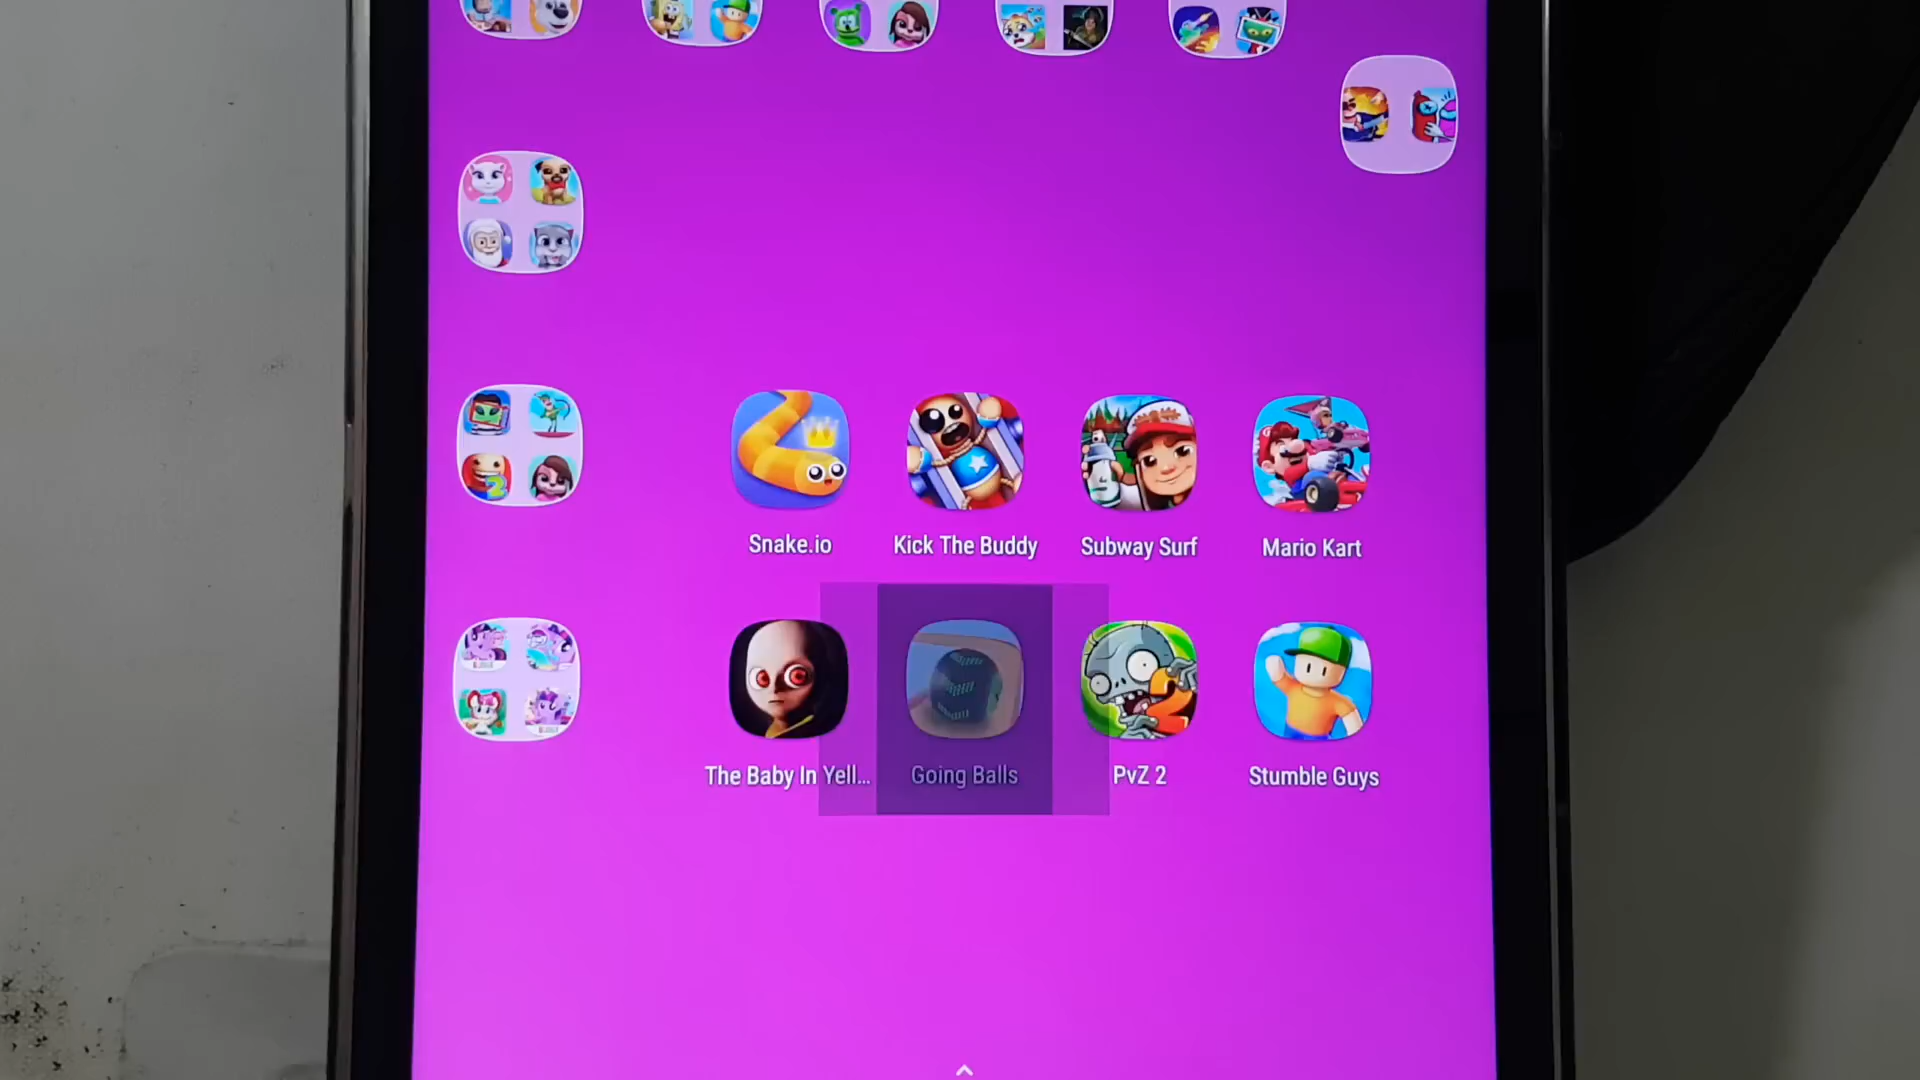 Snake.io
Kick The Buddy
Subway Surf
Mario Kart
The Baby In Yell...
Going Balls
PvZ 2
Stumble Guys